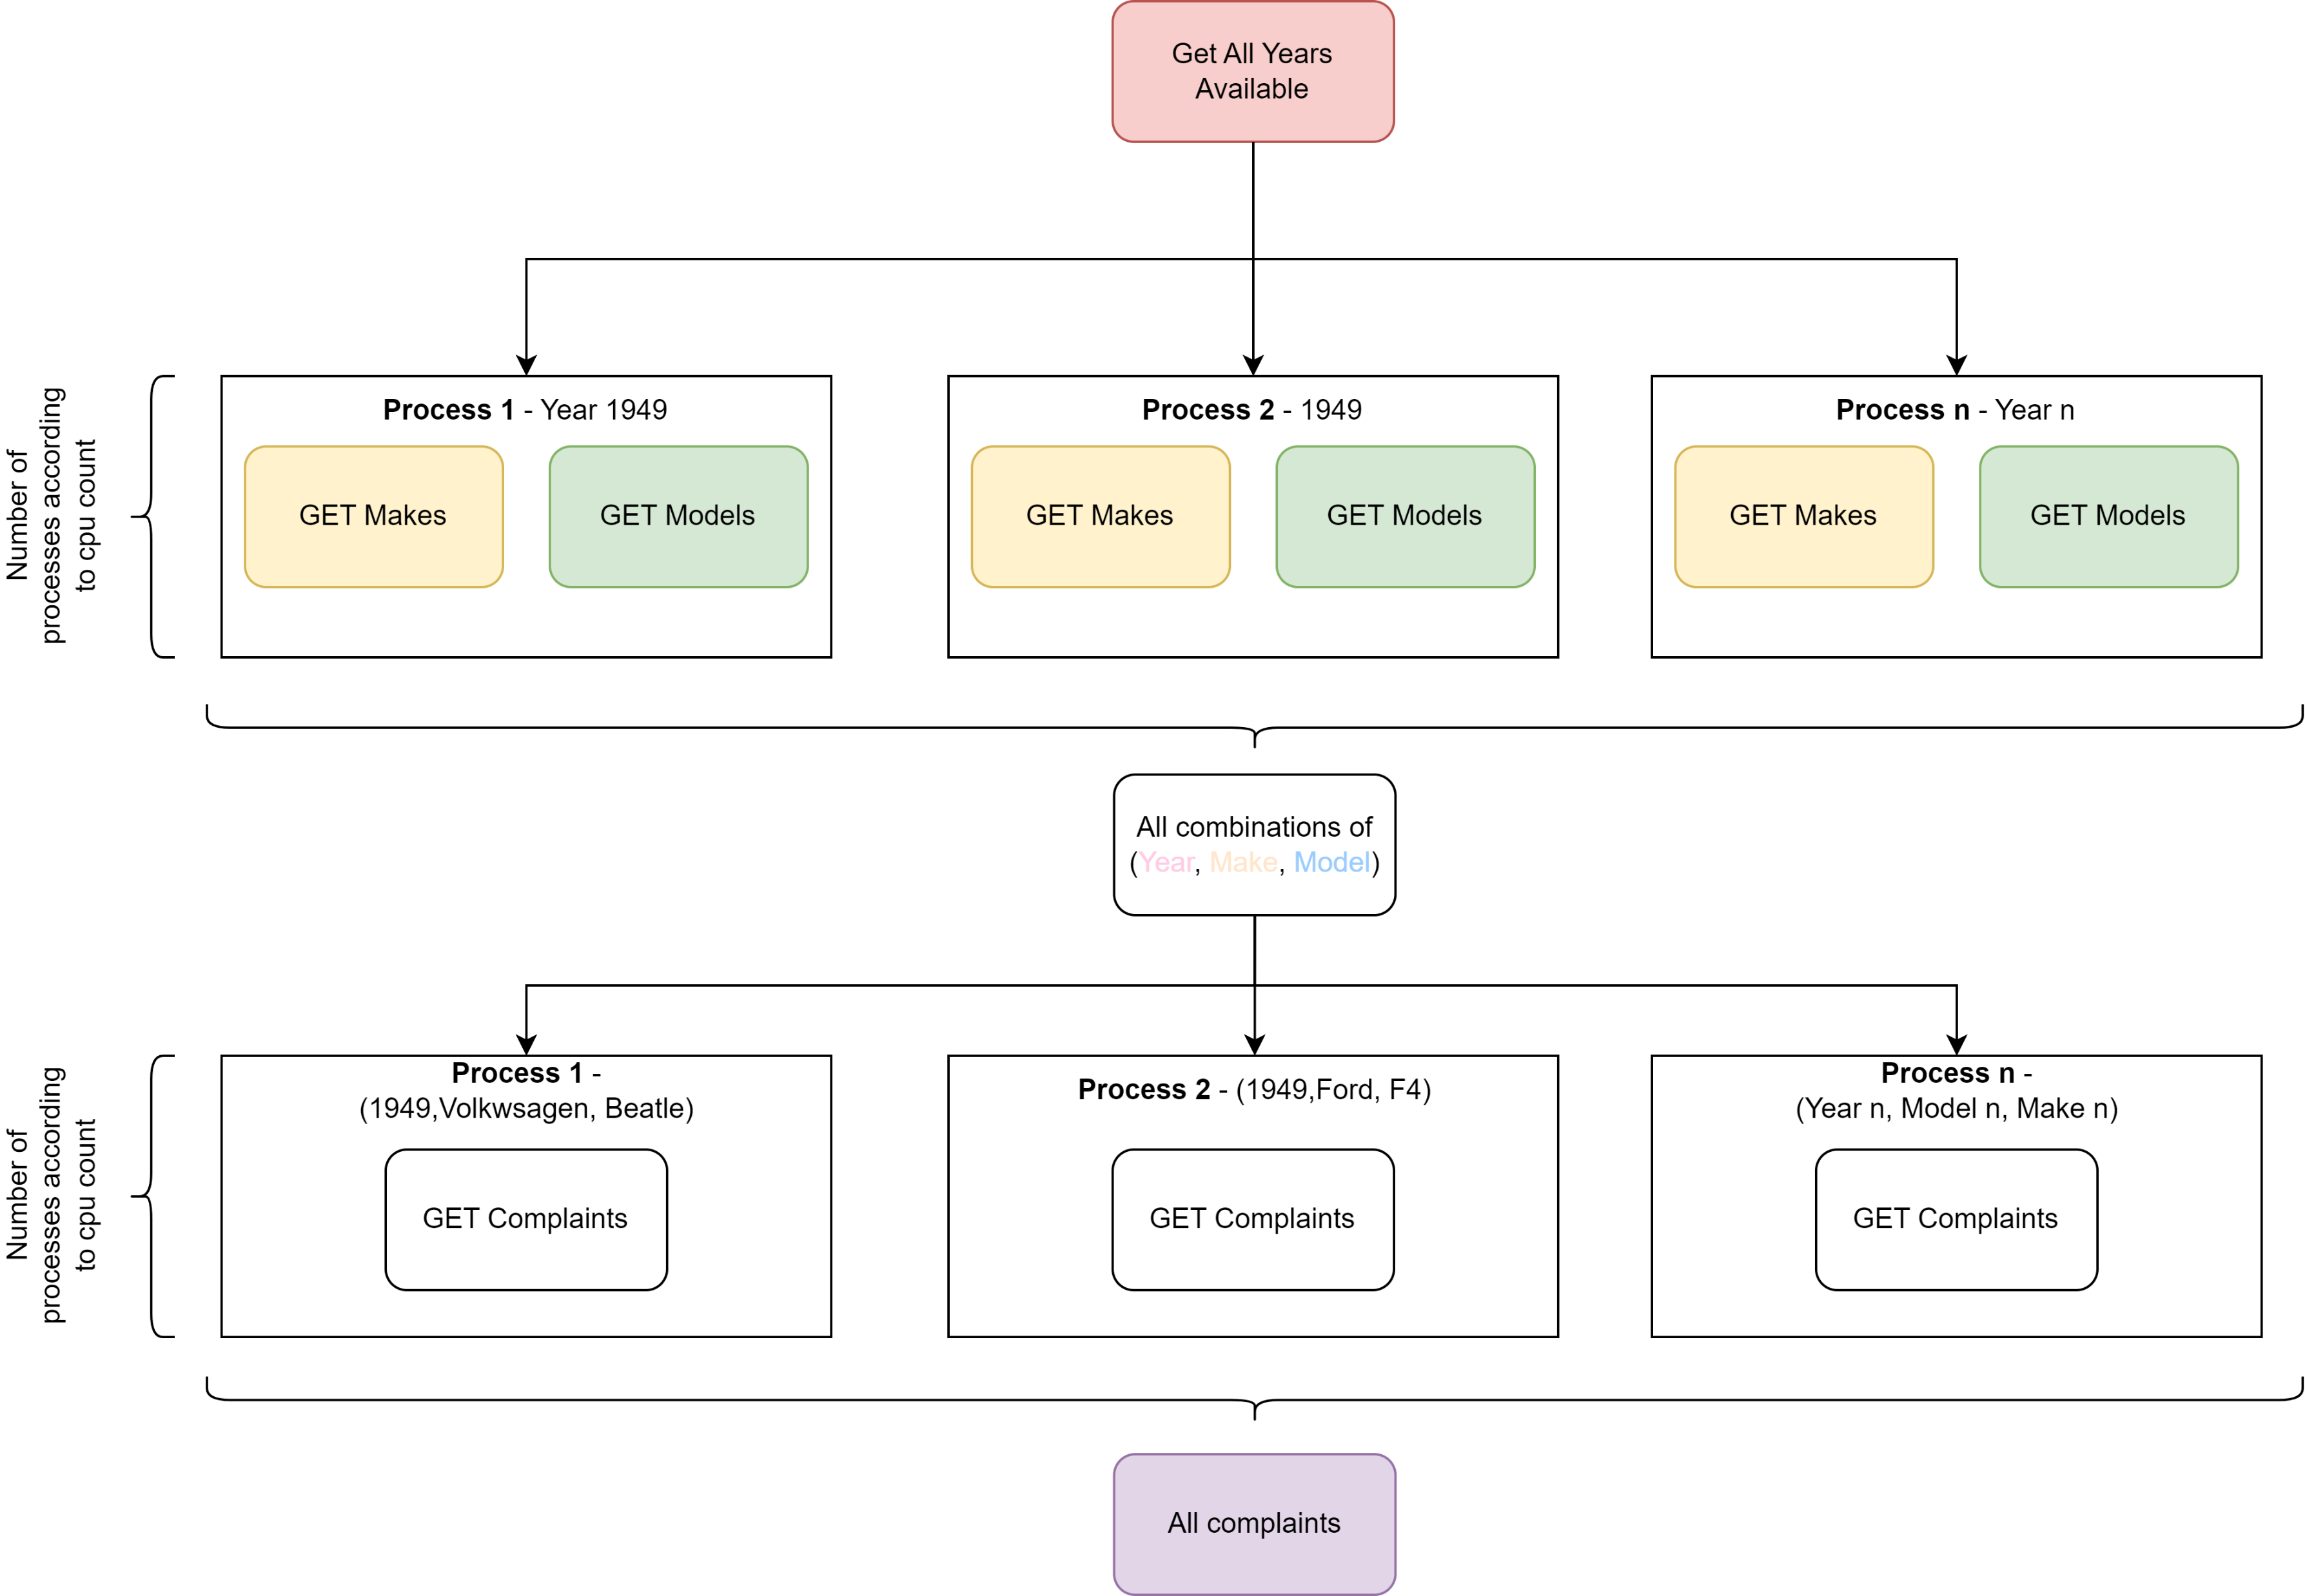 Get All Years
Available
Number of
processes according
to cpu count
Process 1 - Year 1949
GET Makes
GET Models
Process 2 - 1949
GET Makes
GET Models
Process n - Year n
GET Makes
GET Models
All combinations of
(Year, Make, Model)
Number of
processes according
to cpu count
Process 1 -
(1949,Volkwsagen, Beatle)
GET Complaints
Process 2 - (1949,Ford, F4)
GET Complaints
Process n -
(Year n, Model n, Make n)
GET Complaints
All complaints